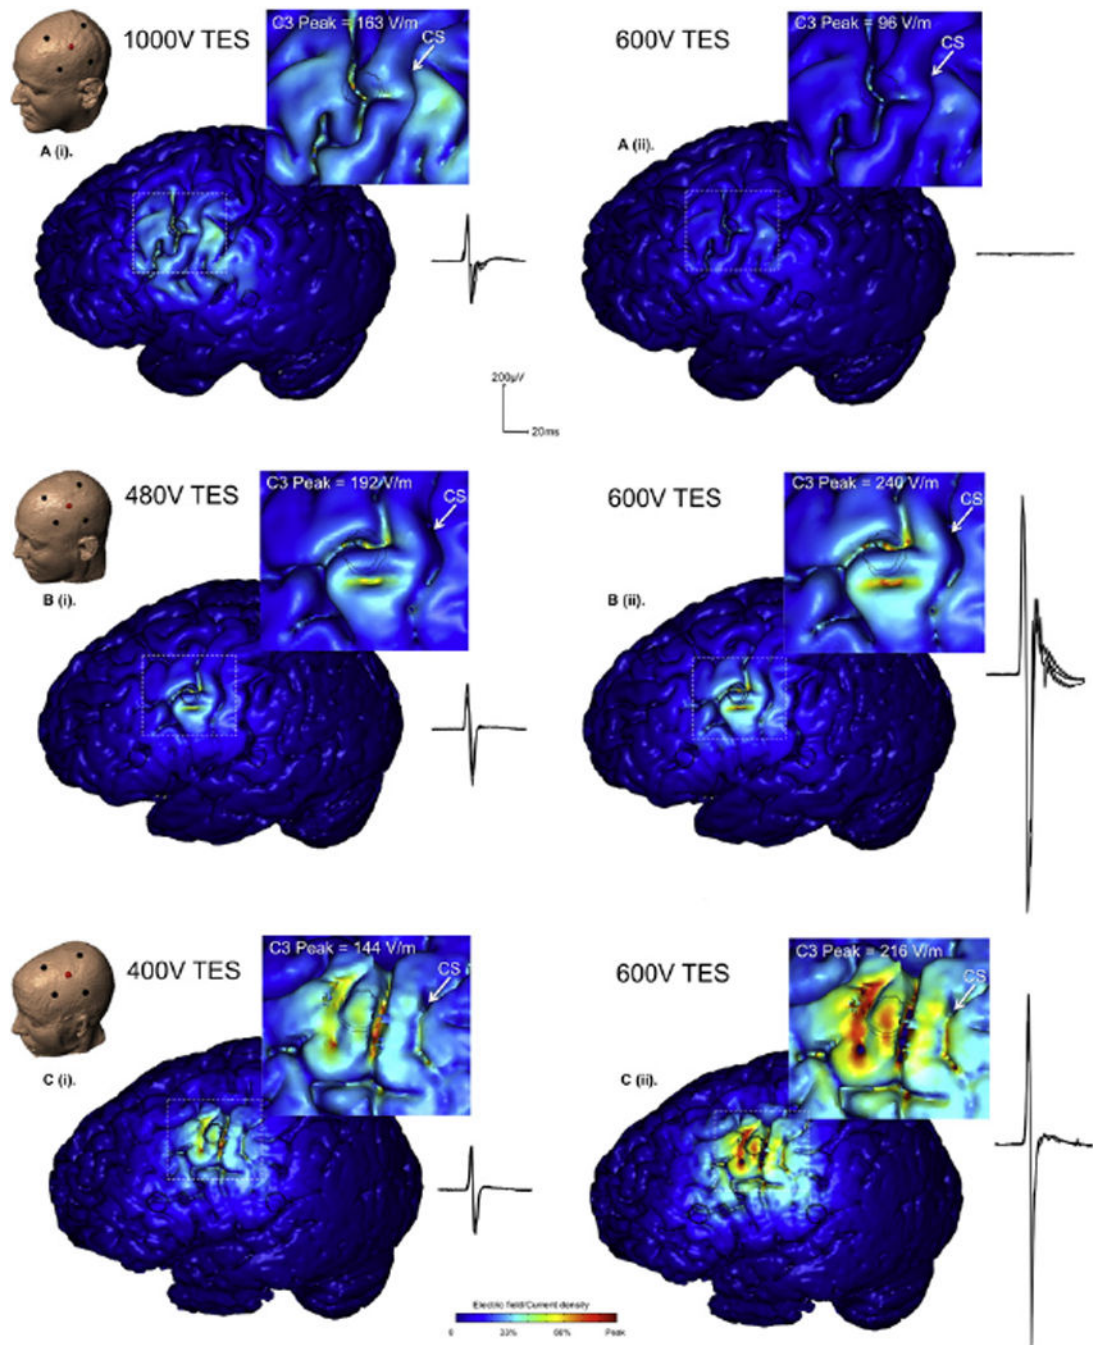 1000V TES
C3 Peak = 163 V/m
CS
A (i).
600V TES
C3 Peak = 96 V/m
CS
A (ii).
200µV
20ms
480V TES
C3 Peak = 192 V/m
CS
B (i).
600V TES
C3 Peak = 240 V/m
CS
B (ii).
400V TES
C3 Peak = 144 V/m
CS
C (i).
600V TES
C3 Peak = 216 V/m
CS
C (ii).
Electric field/Current density
0 33% 66% Peak